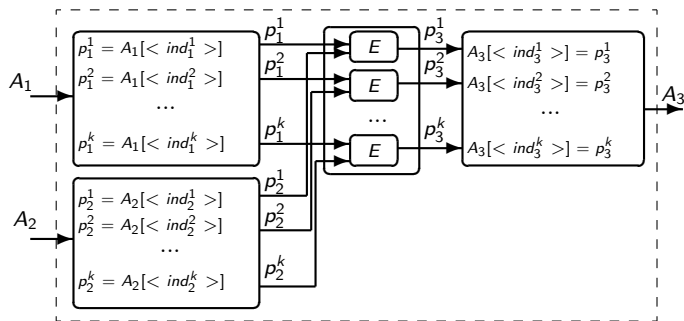 A₁
p₁¹ = A₁[< ind₁¹ >]
p₁² = A₁[< ind₁² >]
...
p₁ᵏ = A₁[< ind₁ᵏ >]
p₁¹
p₁²
p₁ᵏ
E
E
...
E
p₃¹
p₃²
p₃ᵏ
A₃[< ind₃¹ >] = p₃¹
A₃[< ind₃² >] = p₃²
...
A₃[< ind₃ᵏ >] = p₃ᵏ
A₃
A₂
p₂¹ = A₂[< ind₂¹ >]
p₂² = A₂[< ind₂² >]
...
p₂ᵏ = A₂[< ind₂ᵏ >]
p₂¹
p₂²
p₂ᵏ